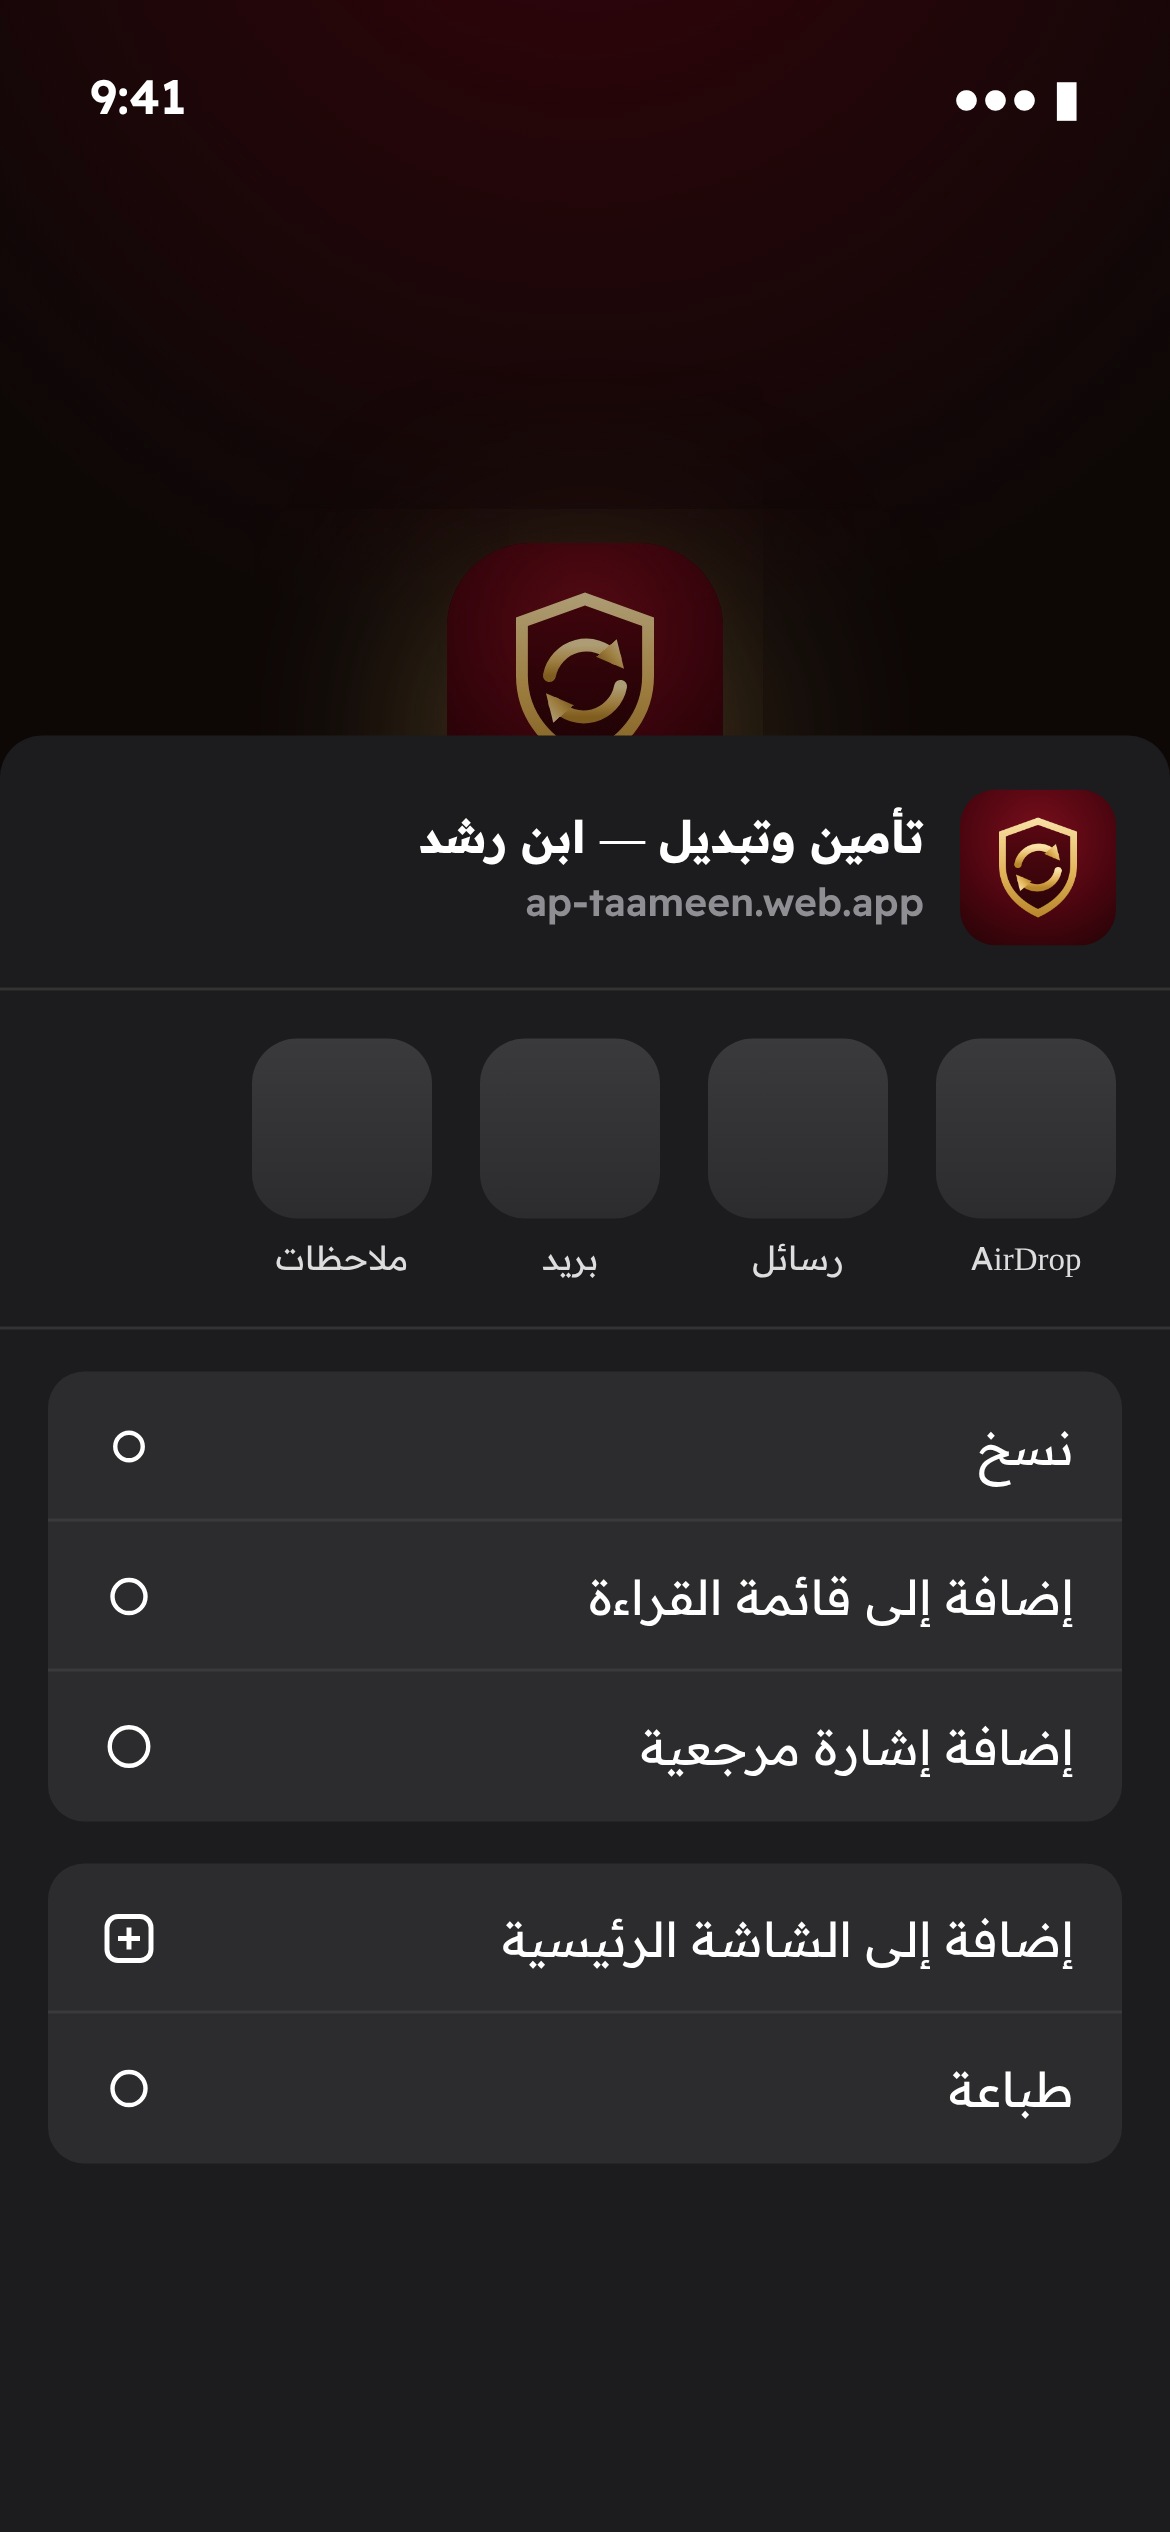 9:41
تأمين وتبديل — ابن رشد
ap-taameen.web.app
AirDrop
رسائل
بريد
ملاحظات
نسخ
إضافة إلى قائمة القراءة
إضافة إشارة مرجعية
إضافة إلى الشاشة الرئيسية
طباعة